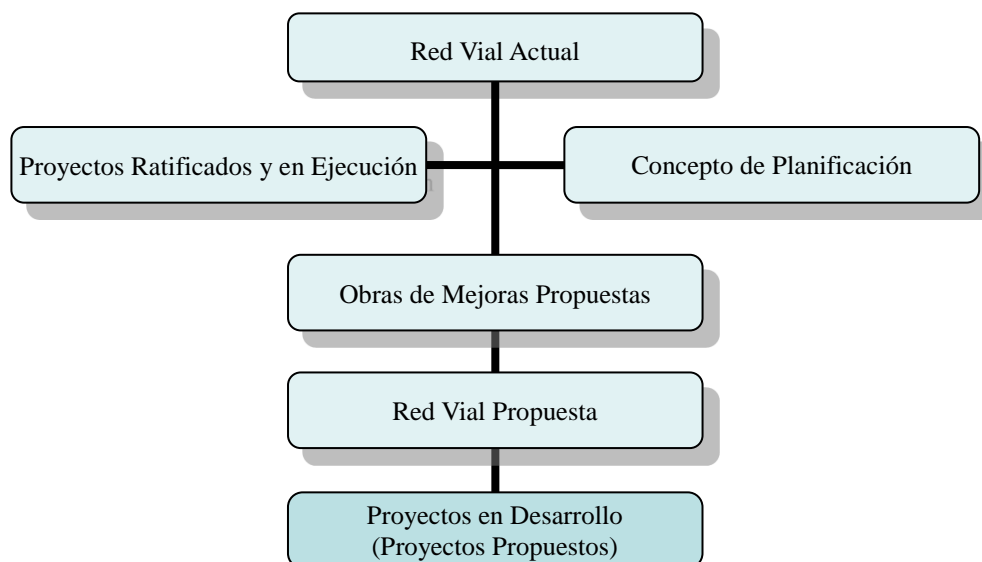 Red Vial Actual
Proyectos Ratificados y en Ejecución
Concepto de Planificación
Obras de Mejoras Propuestas
Red Vial Propuesta
Proyectos en Desarrollo
(Proyectos Propuestos)